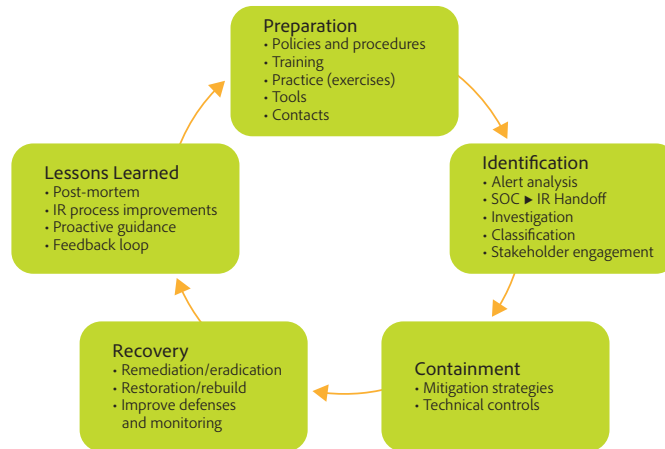 Preparation
• Policies and procedures
• Training
• Practice (exercises)
• Tools
• Contacts
Identification
• Alert analysis
• SOC ▶ IR Handoff
• Investigation
• Classification
• Stakeholder engagement
Containment
• Mitigation strategies
• Technical controls
Recovery
• Remediation/eradication
• Restoration/rebuild
• Improve defenses
and monitoring
Lessons Learned
• Post-mortem
• IR process improvements
• Proactive guidance
• Feedback loop